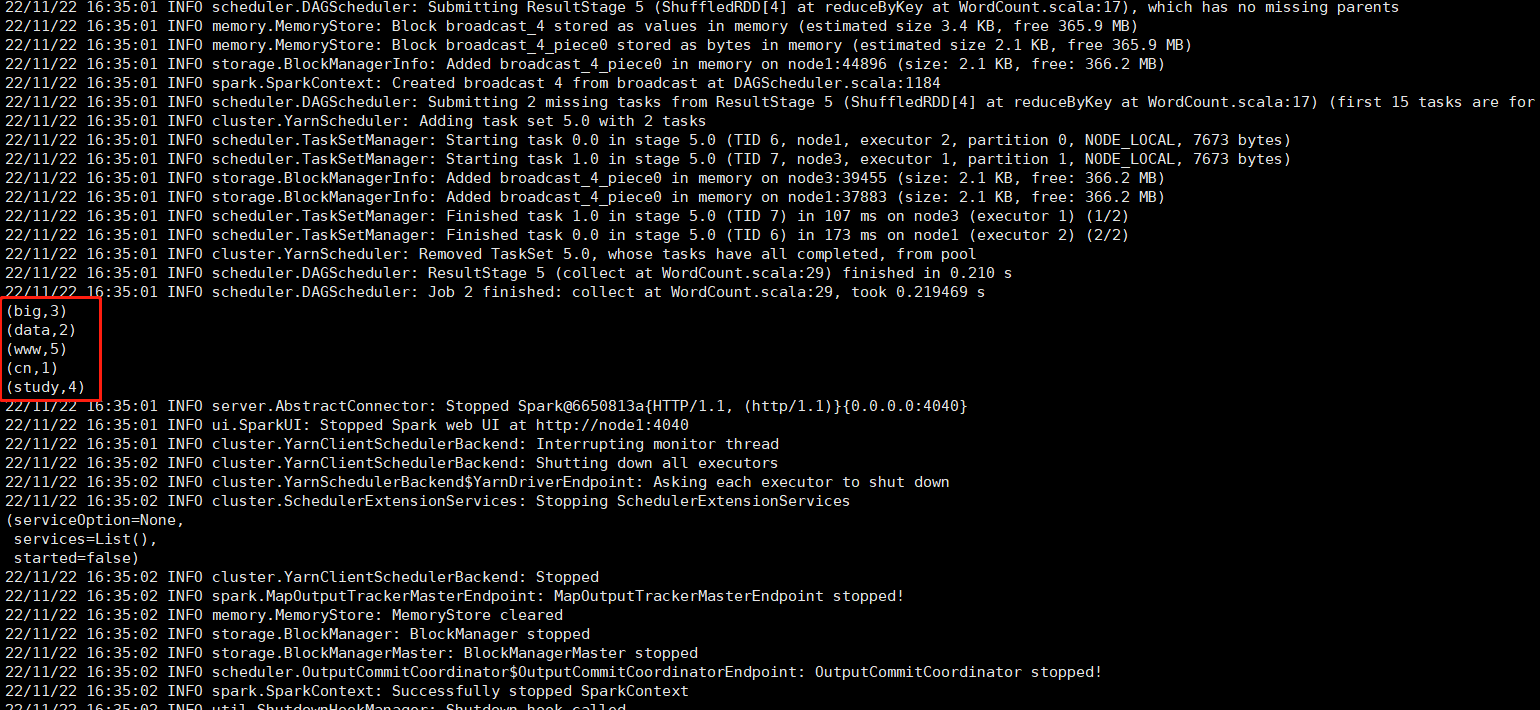 22/11/22 16:35:01 INFO scheduler.DAGScheduler: Submitting ResultStage 5 (ShuffledRDD[4] at reduceByKey at WordCount.scala:17), which has no missing parents
22/11/22 16:35:01 INFO memory.MemoryStore: Block broadcast_4 stored as values in memory (estimated size 3.4 KB, free 365.9 MB)
22/11/22 16:35:01 INFO memory.MemoryStore: Block broadcast_4_piece0 stored as bytes in memory (estimated size 2.1 KB, free 365.9 MB)
22/11/22 16:35:01 INFO storage.BlockManagerInfo: Added broadcast_4_piece0 in memory on node1:44896 (size: 2.1 KB, free: 366.2 MB)
22/11/22 16:35:01 INFO spark.SparkContext: Created broadcast 4 from broadcast at DAGScheduler.scala:1184
22/11/22 16:35:01 INFO scheduler.DAGScheduler: Submitting 2 missing tasks from ResultStage 5 (ShuffledRDD[4] at reduceByKey at WordCount.scala:17) (first 15 tasks are for
22/11/22 16:35:01 INFO cluster.YarnScheduler: Adding task set 5.0 with 2 tasks
22/11/22 16:35:01 INFO scheduler.TaskSetManager: Starting task 0.0 in stage 5.0 (TID 6, node1, executor 2, partition 0, NODE_LOCAL, 7673 bytes)
22/11/22 16:35:01 INFO scheduler.TaskSetManager: Starting task 1.0 in stage 5.0 (TID 7, node3, executor 1, partition 1, NODE_LOCAL, 7673 bytes)
22/11/22 16:35:01 INFO storage.BlockManagerInfo: Added broadcast_4_piece0 in memory on node3:39455 (size: 2.1 KB, free: 366.2 MB)
22/11/22 16:35:01 INFO storage.BlockManagerInfo: Added broadcast_4_piece0 in memory on node1:37883 (size: 2.1 KB, free: 366.2 MB)
22/11/22 16:35:01 INFO scheduler.TaskSetManager: Finished task 1.0 in stage 5.0 (TID 7) in 107 ms on node3 (executor 1) (1/2)
22/11/22 16:35:01 INFO scheduler.TaskSetManager: Finished task 0.0 in stage 5.0 (TID 6) in 173 ms on node1 (executor 2) (2/2)
22/11/22 16:35:01 INFO cluster.YarnScheduler: Removed TaskSet 5.0, whose tasks have all completed, from pool
22/11/22 16:35:01 INFO scheduler.DAGScheduler: ResultStage 5 (collect at WordCount.scala:29) finished in 0.210 s
22/11/22 16:35:01 INFO scheduler.DAGScheduler: Job 2 finished: collect at WordCount.scala:29, took 0.219469 s
(big,3)
(data,2)
(www,5)
(cn,1)
(study,4)
22/11/22 16:35:01 INFO server.AbstractConnector: Stopped Spark@6650813a{HTTP/1.1, (http/1.1)}{0.0.0.0:4040}
22/11/22 16:35:01 INFO ui.SparkUI: Stopped Spark web UI at http://node1:4040
22/11/22 16:35:01 INFO cluster.YarnClientSchedulerBackend: Interrupting monitor thread
22/11/22 16:35:02 INFO cluster.YarnClientSchedulerBackend: Shutting down all executors
22/11/22 16:35:02 INFO cluster.YarnSchedulerBackend$YarnDriverEndpoint: Asking each executor to shut down
22/11/22 16:35:02 INFO cluster.SchedulerExtensionServices: Stopping SchedulerExtensionServices
(serviceOption=None,
 services=List(),
 started=false)
22/11/22 16:35:02 INFO cluster.YarnClientSchedulerBackend: Stopped
22/11/22 16:35:02 INFO spark.MapOutputTrackerMasterEndpoint: MapOutputTrackerMasterEndpoint stopped!
22/11/22 16:35:02 INFO memory.MemoryStore: MemoryStore cleared
22/11/22 16:35:02 INFO storage.BlockManager: BlockManager stopped
22/11/22 16:35:02 INFO storage.BlockManagerMaster: BlockManagerMaster stopped
22/11/22 16:35:02 INFO scheduler.OutputCommitCoordinator$OutputCommitCoordinatorEndpoint: OutputCommitCoordinator stopped!
22/11/22 16:35:02 INFO spark.SparkContext: Successfully stopped SparkContext
22/11/22 16:35:02 INFO util.ShutdownHookManager: Shutdown hook called